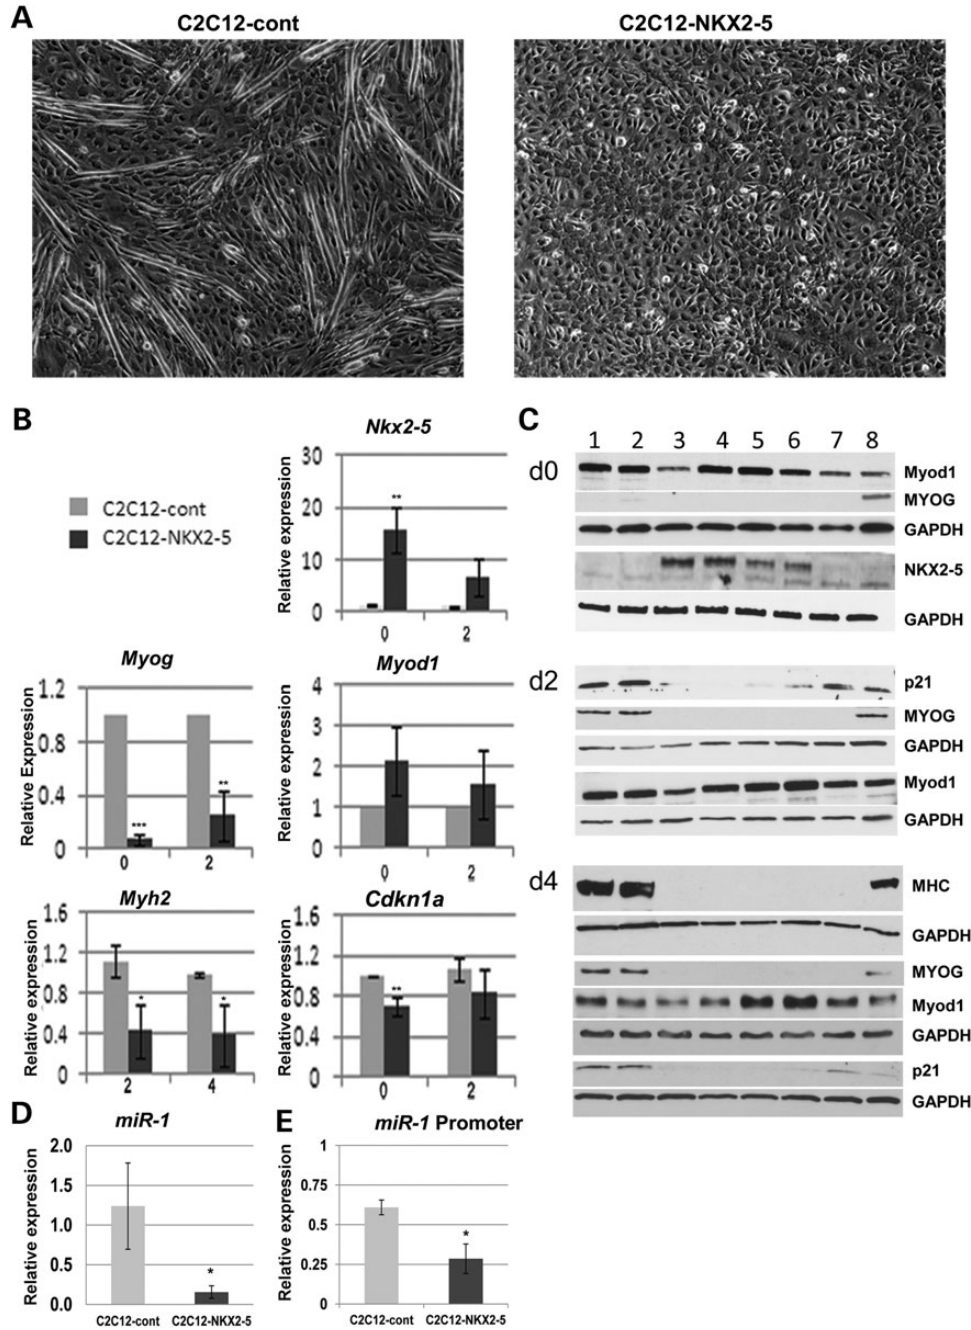 A
C2C12-cont
C2C12-NKX2-5
B
C2C12-cont
C2C12-NKX2-5
Nkx2-5
Relative expression
30
20
10
0
**
0
2
Myog
Relative Expression
1.2
0.8
0.4
0
***
**
0
2
Myod1
Relative expression
4
3
2
1
0
0
2
Myh2
Relative expression
1.6
1.2
0.8
0.4
0
*
*
2
4
Cdkn1a
Relative expression
1.6
1.2
0.8
0.4
0
**
0
2
C
1 2 3 4 5 6 7 8
d0
Myod1
MYOG
GAPDH
NKX2-5
GAPDH
d2
p21
MYOG
GAPDH
Myod1
GAPDH
d4
MHC
GAPDH
MYOG
Myod1
GAPDH
p21
GAPDH
D
miR-1
Relative expression
2.0
1.5
1.0
0.5
0.0
*
C2C12-cont
C2C12-NKX2-5
E
miR-1 Promoter
Relative expression
1
0.75
0.5
0.25
0
*
C2C12-cont
C2C12-NKX2-5